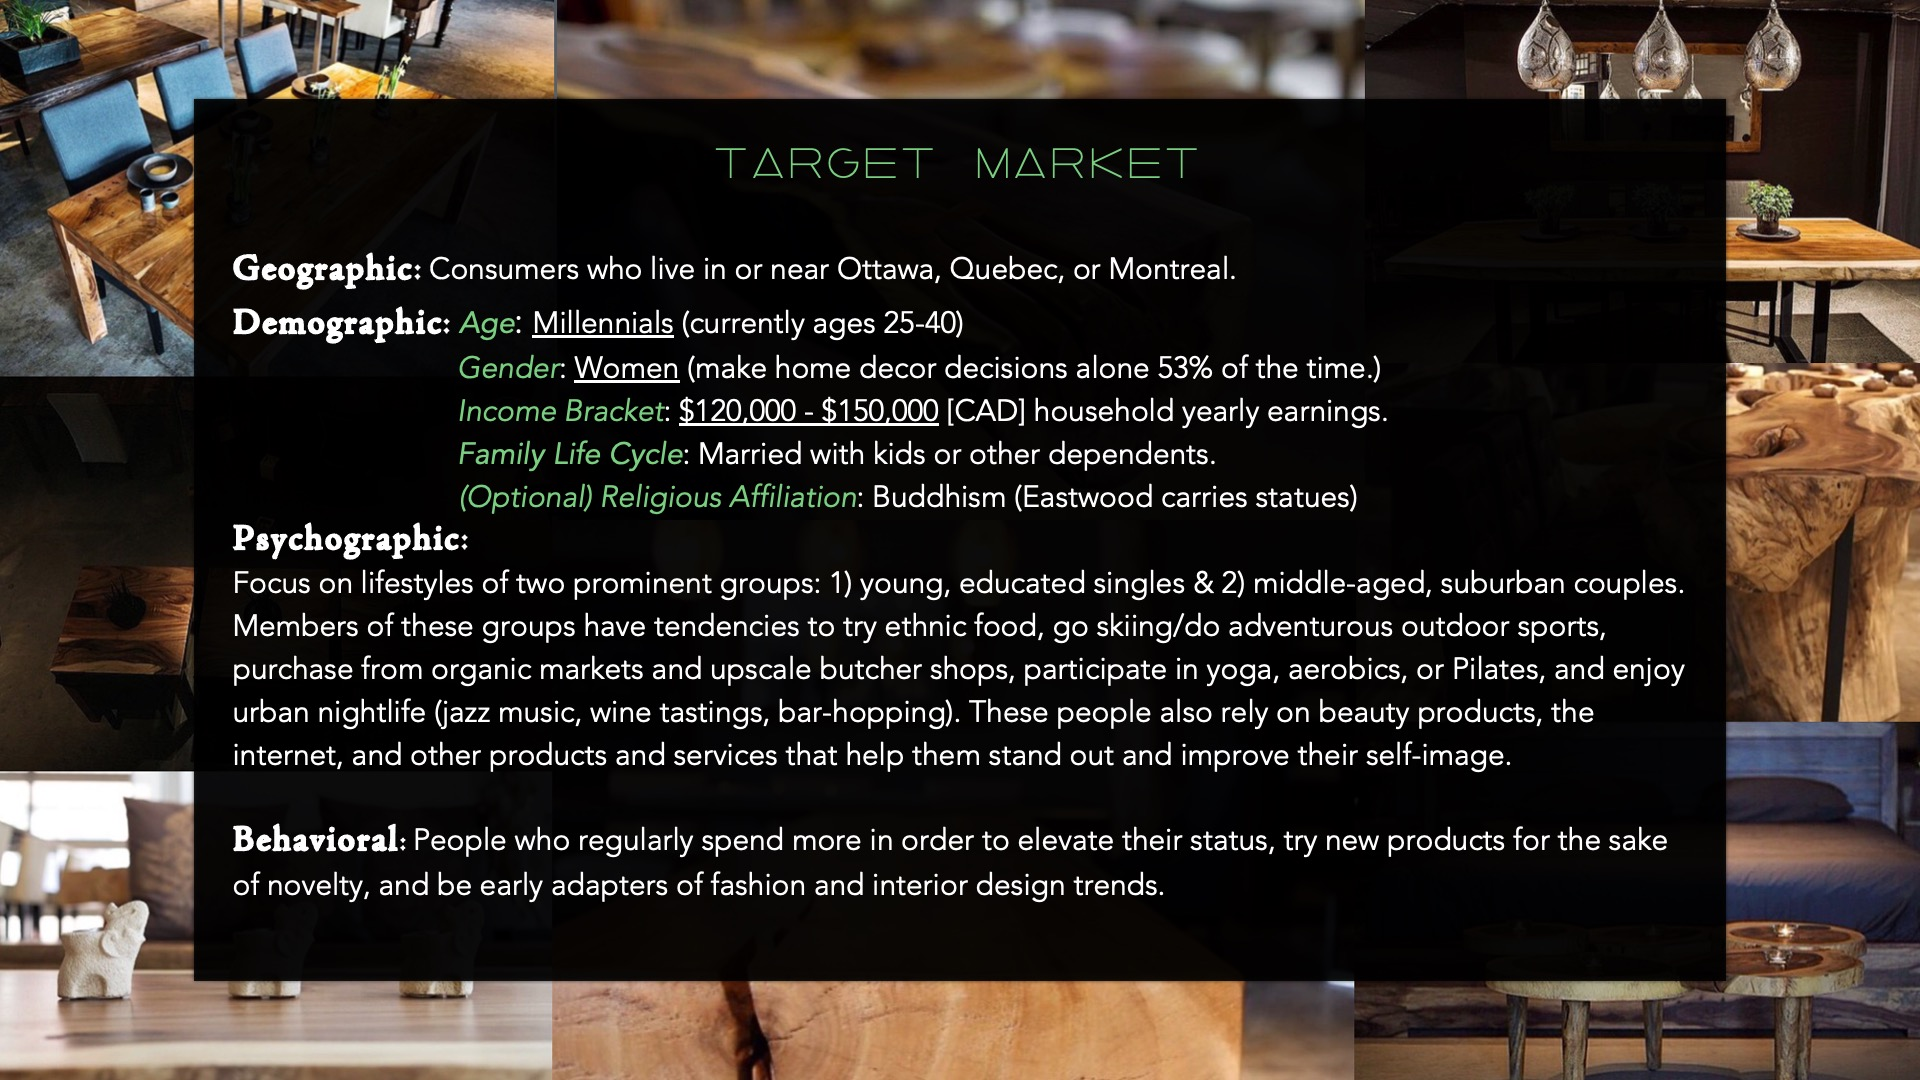 TARGET MARKET
Geographic: Consumers who live in or near Ottawa, Quebec, or Montreal.
Demographic: Age: Millennials (currently ages 25-40)
Gender: Women (make home decor decisions alone 53% of the time.)
Income Bracket: $120,000 - $150,000 [CAD] household yearly earnings.
Family Life Cycle: Married with kids or other dependents.
(Optional) Religious Affiliation: Buddhism (Eastwood carries statues)
Psychographic:
Focus on lifestyles of two prominent groups: 1) young, educated singles & 2) middle-aged, suburban couples.
Members of these groups have tendencies to try ethnic food, go skiing/do adventurous outdoor sports,
purchase from organic markets and upscale butcher shops, participate in yoga, aerobics, or Pilates, and enjoy
urban nightlife (jazz music, wine tastings, bar-hopping). These people also rely on beauty products, the
internet, and other products and services that help them stand out and improve their self-image.
Behavioral: People who regularly spend more in order to elevate their status, try new products for the sake
of novelty, and be early adapters of fashion and interior design trends.